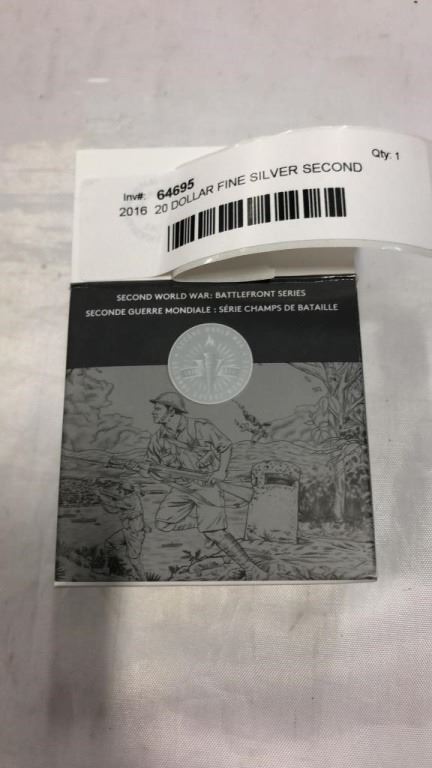 Inv#: 64695
Qty: 1
2016 20 DOLLAR FINE SILVER SECOND
SECOND WORLD WAR: BATTLEFRONT SERIES
SECONDE GUERRE MONDIALE : SÉRIE CHAMPS DE BATAILLE